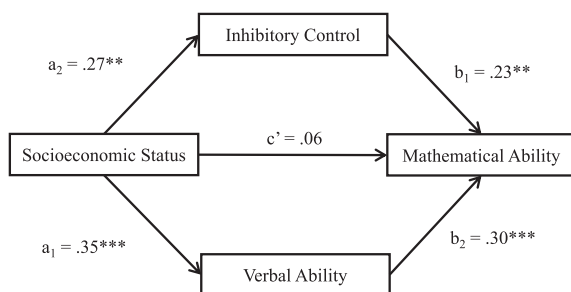 Inhibitory Control
a₂ = .27**
b₁ = .23**
c’ = .06
Socioeconomic Status
Mathematical Ability
a₁ = .35***
b₂ = .30***
Verbal Ability